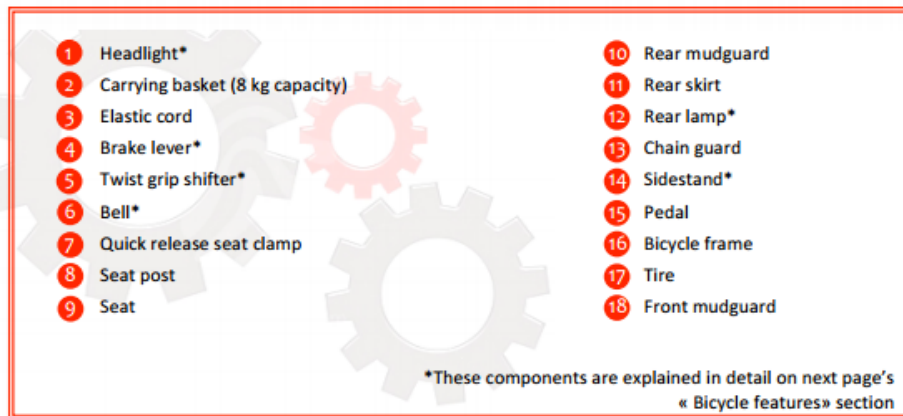 1 Headlight*
2 Carrying basket (8 kg capacity)
3 Elastic cord
4 Brake lever*
5 Twist grip shifter*
6 Bell*
7 Quick release seat clamp
8 Seat post
9 Seat
10 Rear mudguard
11 Rear skirt
12 Rear lamp*
13 Chain guard
14 Sidestand*
15 Pedal
16 Bicycle frame
17 Tire
18 Front mudguard
*These components are explained in detail on next page's
« Bicycle features» section